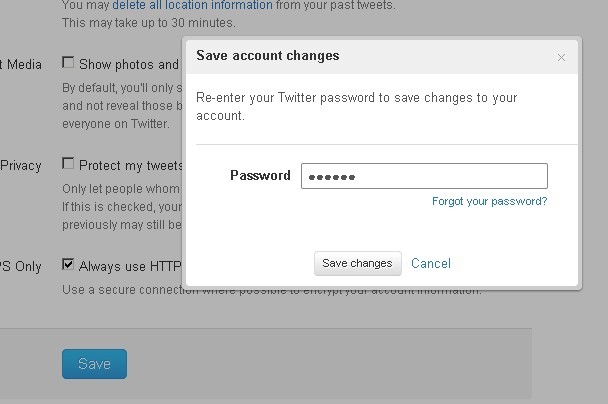 You may delete all location information from your past tweets.
This may take up to 30 minutes.
t Media
Show photos and
By default, you'll only s
and not reveal those b
everyone on Twitter.
Privacy
Protect my tweets
Only let people whom
If this is checked, your
previously may still be
PS Only
Always use HTTP
Use a secure connection where possible to encrypt your account information.
Save
Save account changes
×
Re-enter your Twitter password to save changes to your
account.
Password ●●●●●●
Forgot your password?
Save changes Cancel